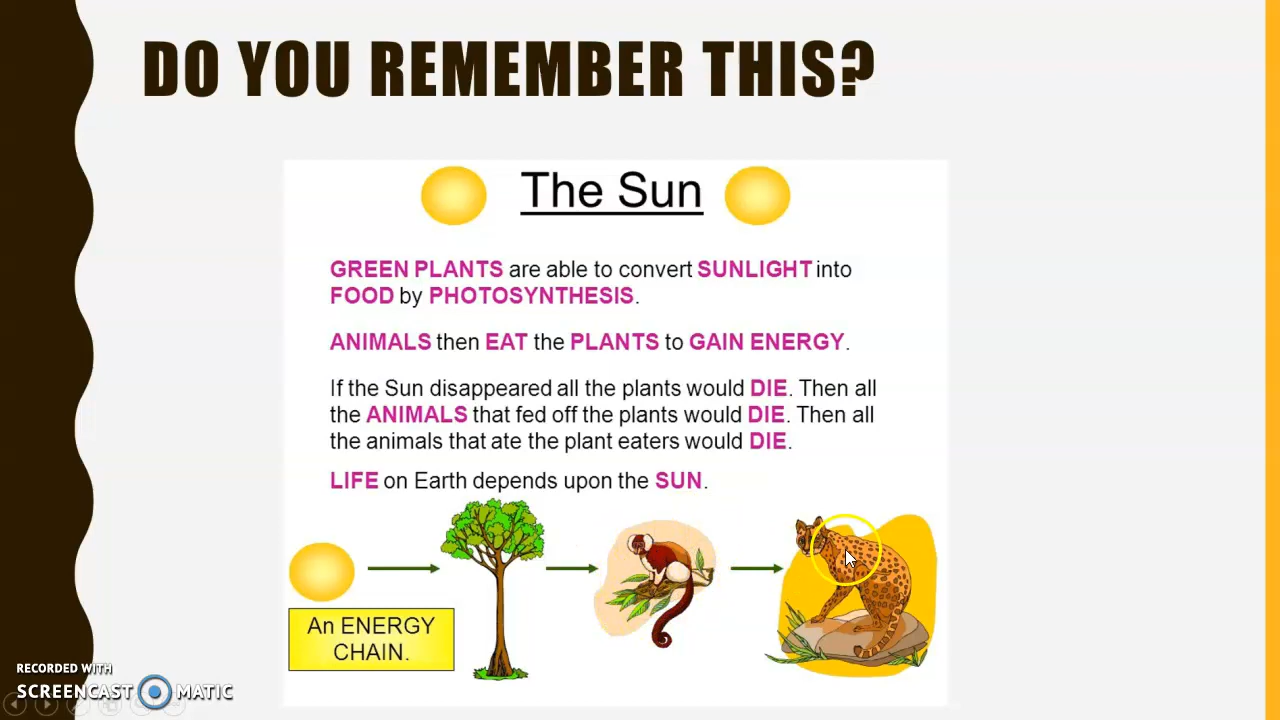 DO YOU REMEMBER THIS?
The Sun
GREEN PLANTS are able to convert SUNLIGHT into
FOOD by PHOTOSYNTHESIS.
ANIMALS then EAT the PLANTS to GAIN ENERGY.
If the Sun disappeared all the plants would DIE. Then all
the ANIMALS that fed off the plants would DIE. Then all
the animals that ate the plant eaters would DIE.
LIFE on Earth depends upon the SUN.
An ENERGY
CHAIN.
RECORDED WITH
SCREENCAST MATIC